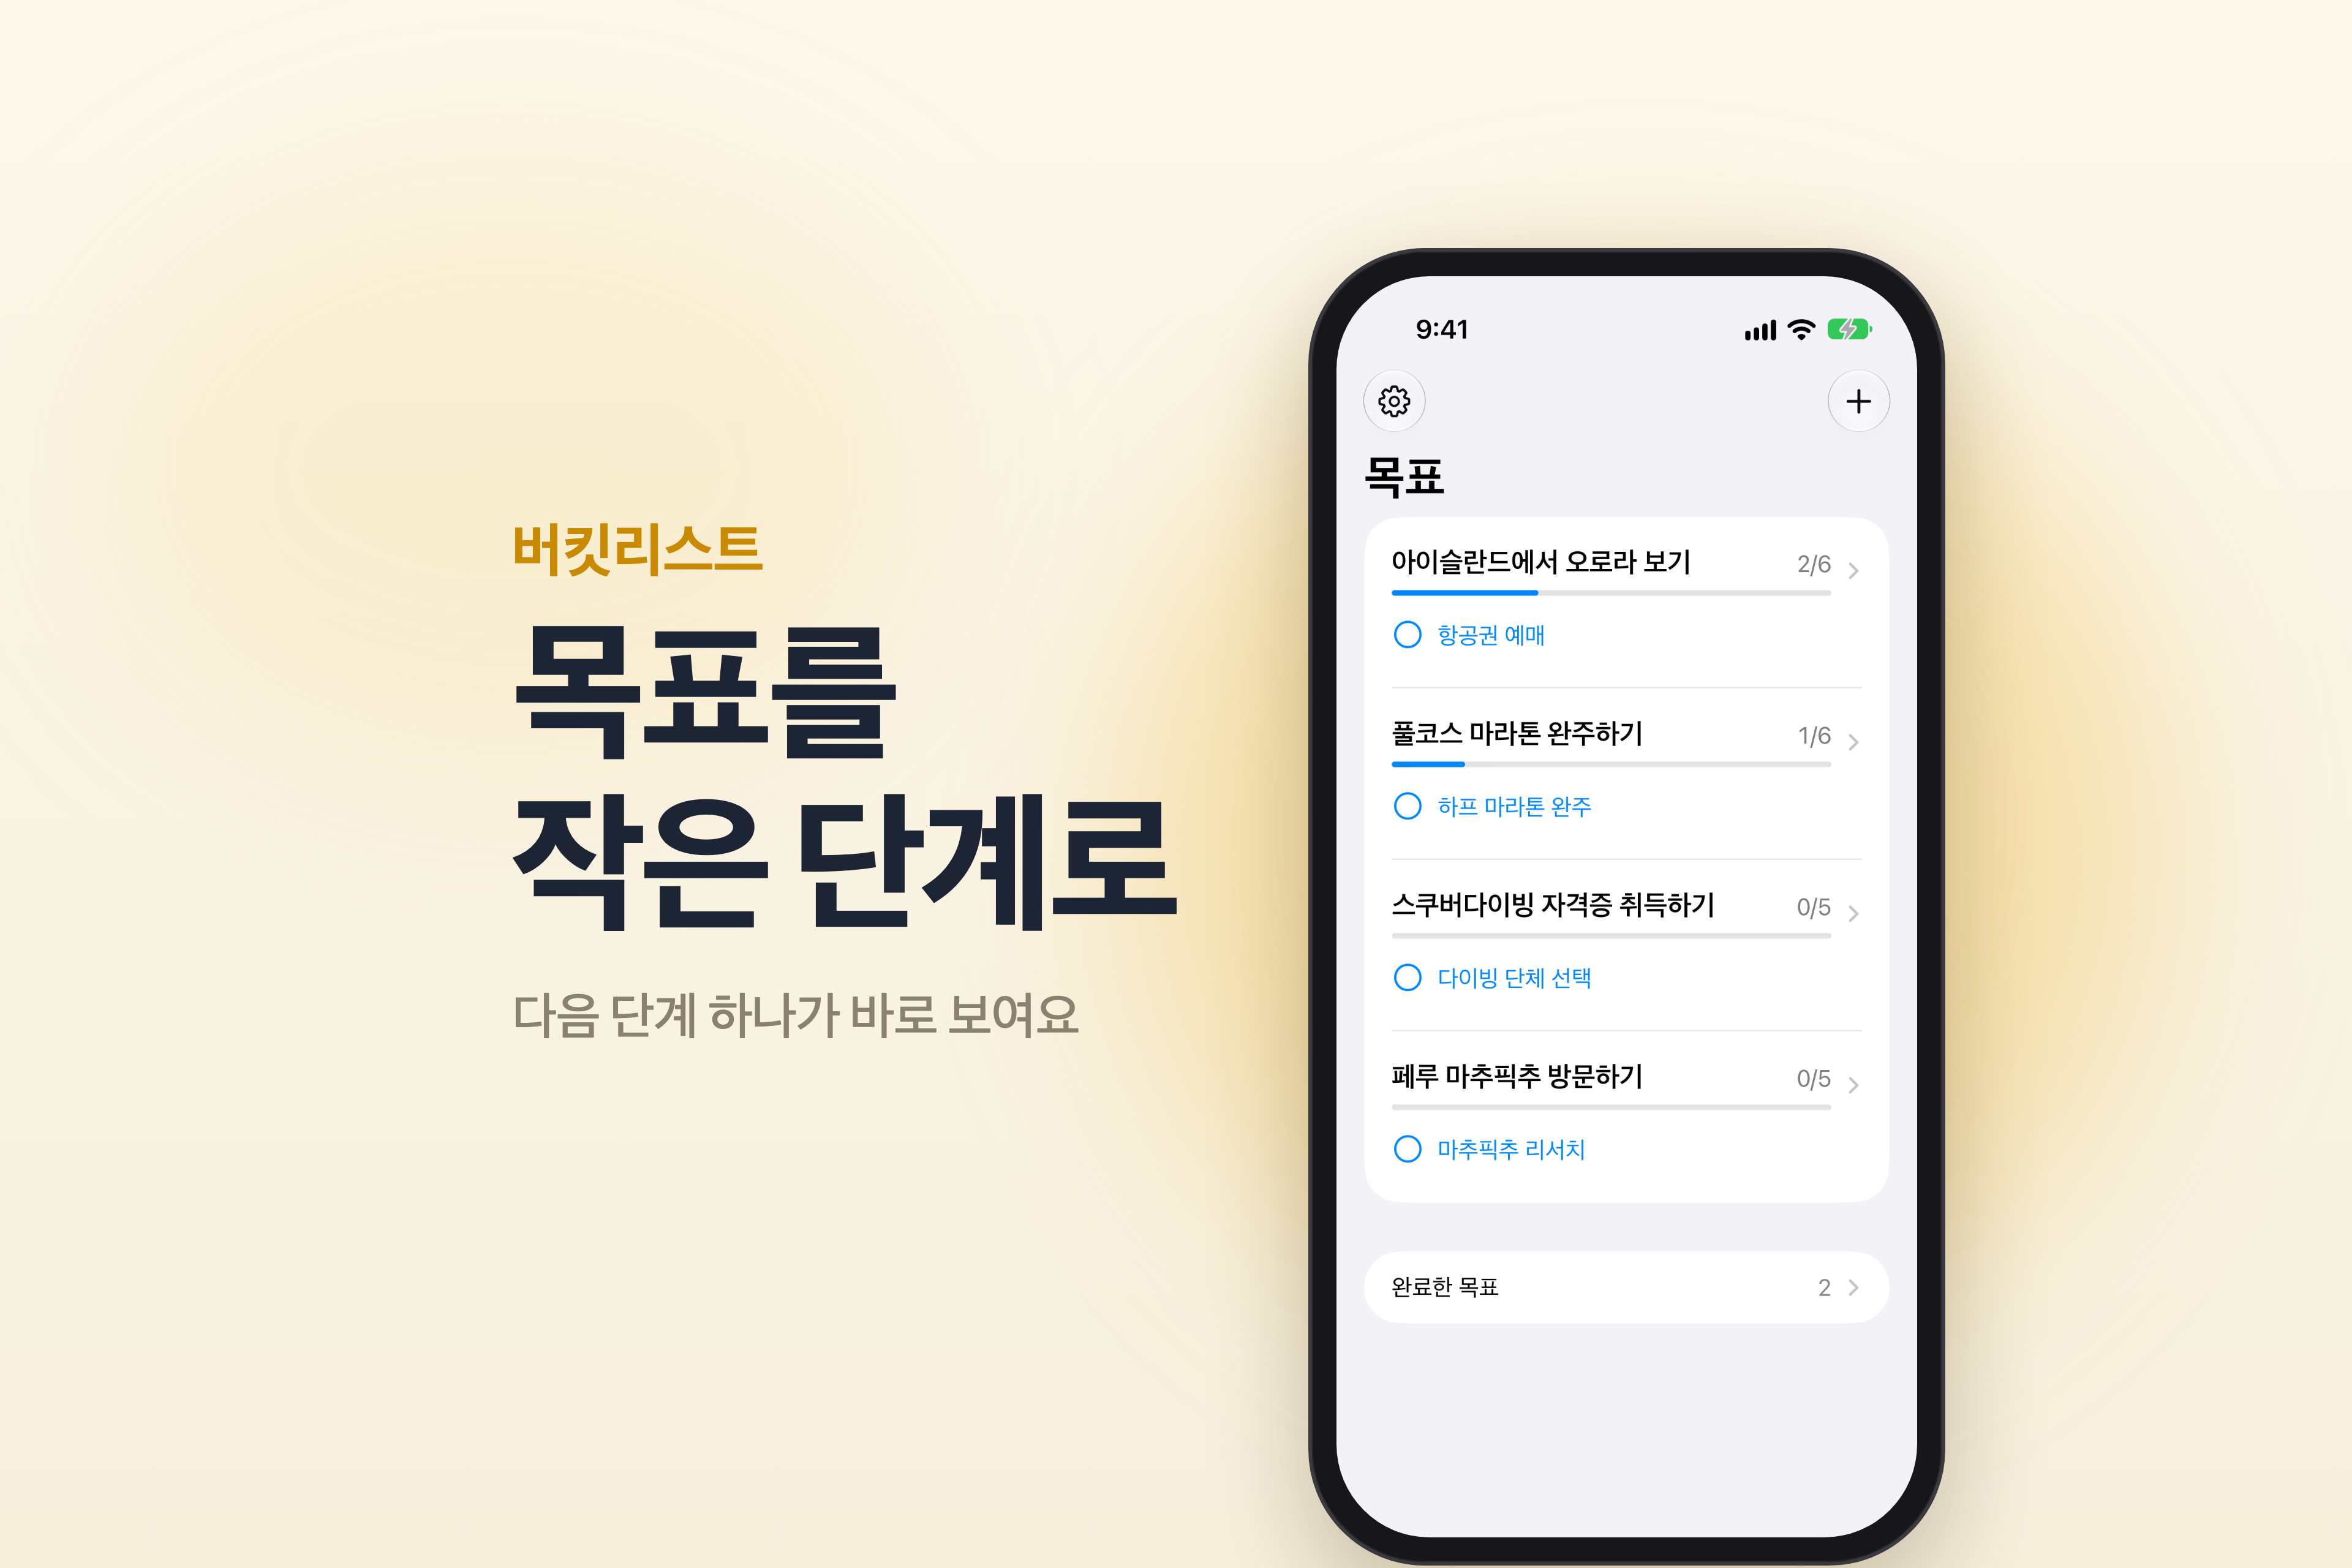 버킷리스트
목표를
작은 단계로
다음 단계 하나가 바로 보여요
9:41
목표
아이슬란드에서 오로라 보기 2/6
항공권 예매
풀코스 마라톤 완주하기 1/6
하프 마라톤 완주
스쿠버다이빙 자격증 취득하기 0/5
다이빙 단체 선택
페루 마추픽추 방문하기 0/5
마추픽추 리서치
완료한 목표 2